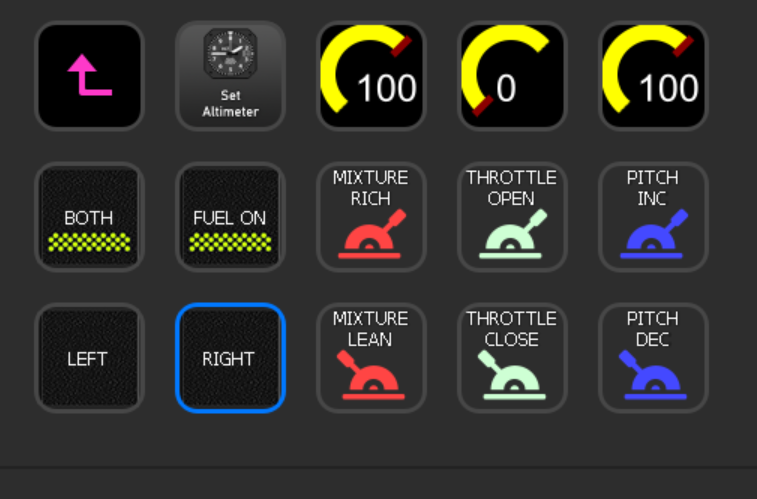 Set
Altimeter
100
0
100
BOTH
FUEL ON
MIXTURE
RICH
THROTTLE
OPEN
PITCH
INC
LEFT
RIGHT
MIXTURE
LEAN
THROTTLE
CLOSE
PITCH
DEC